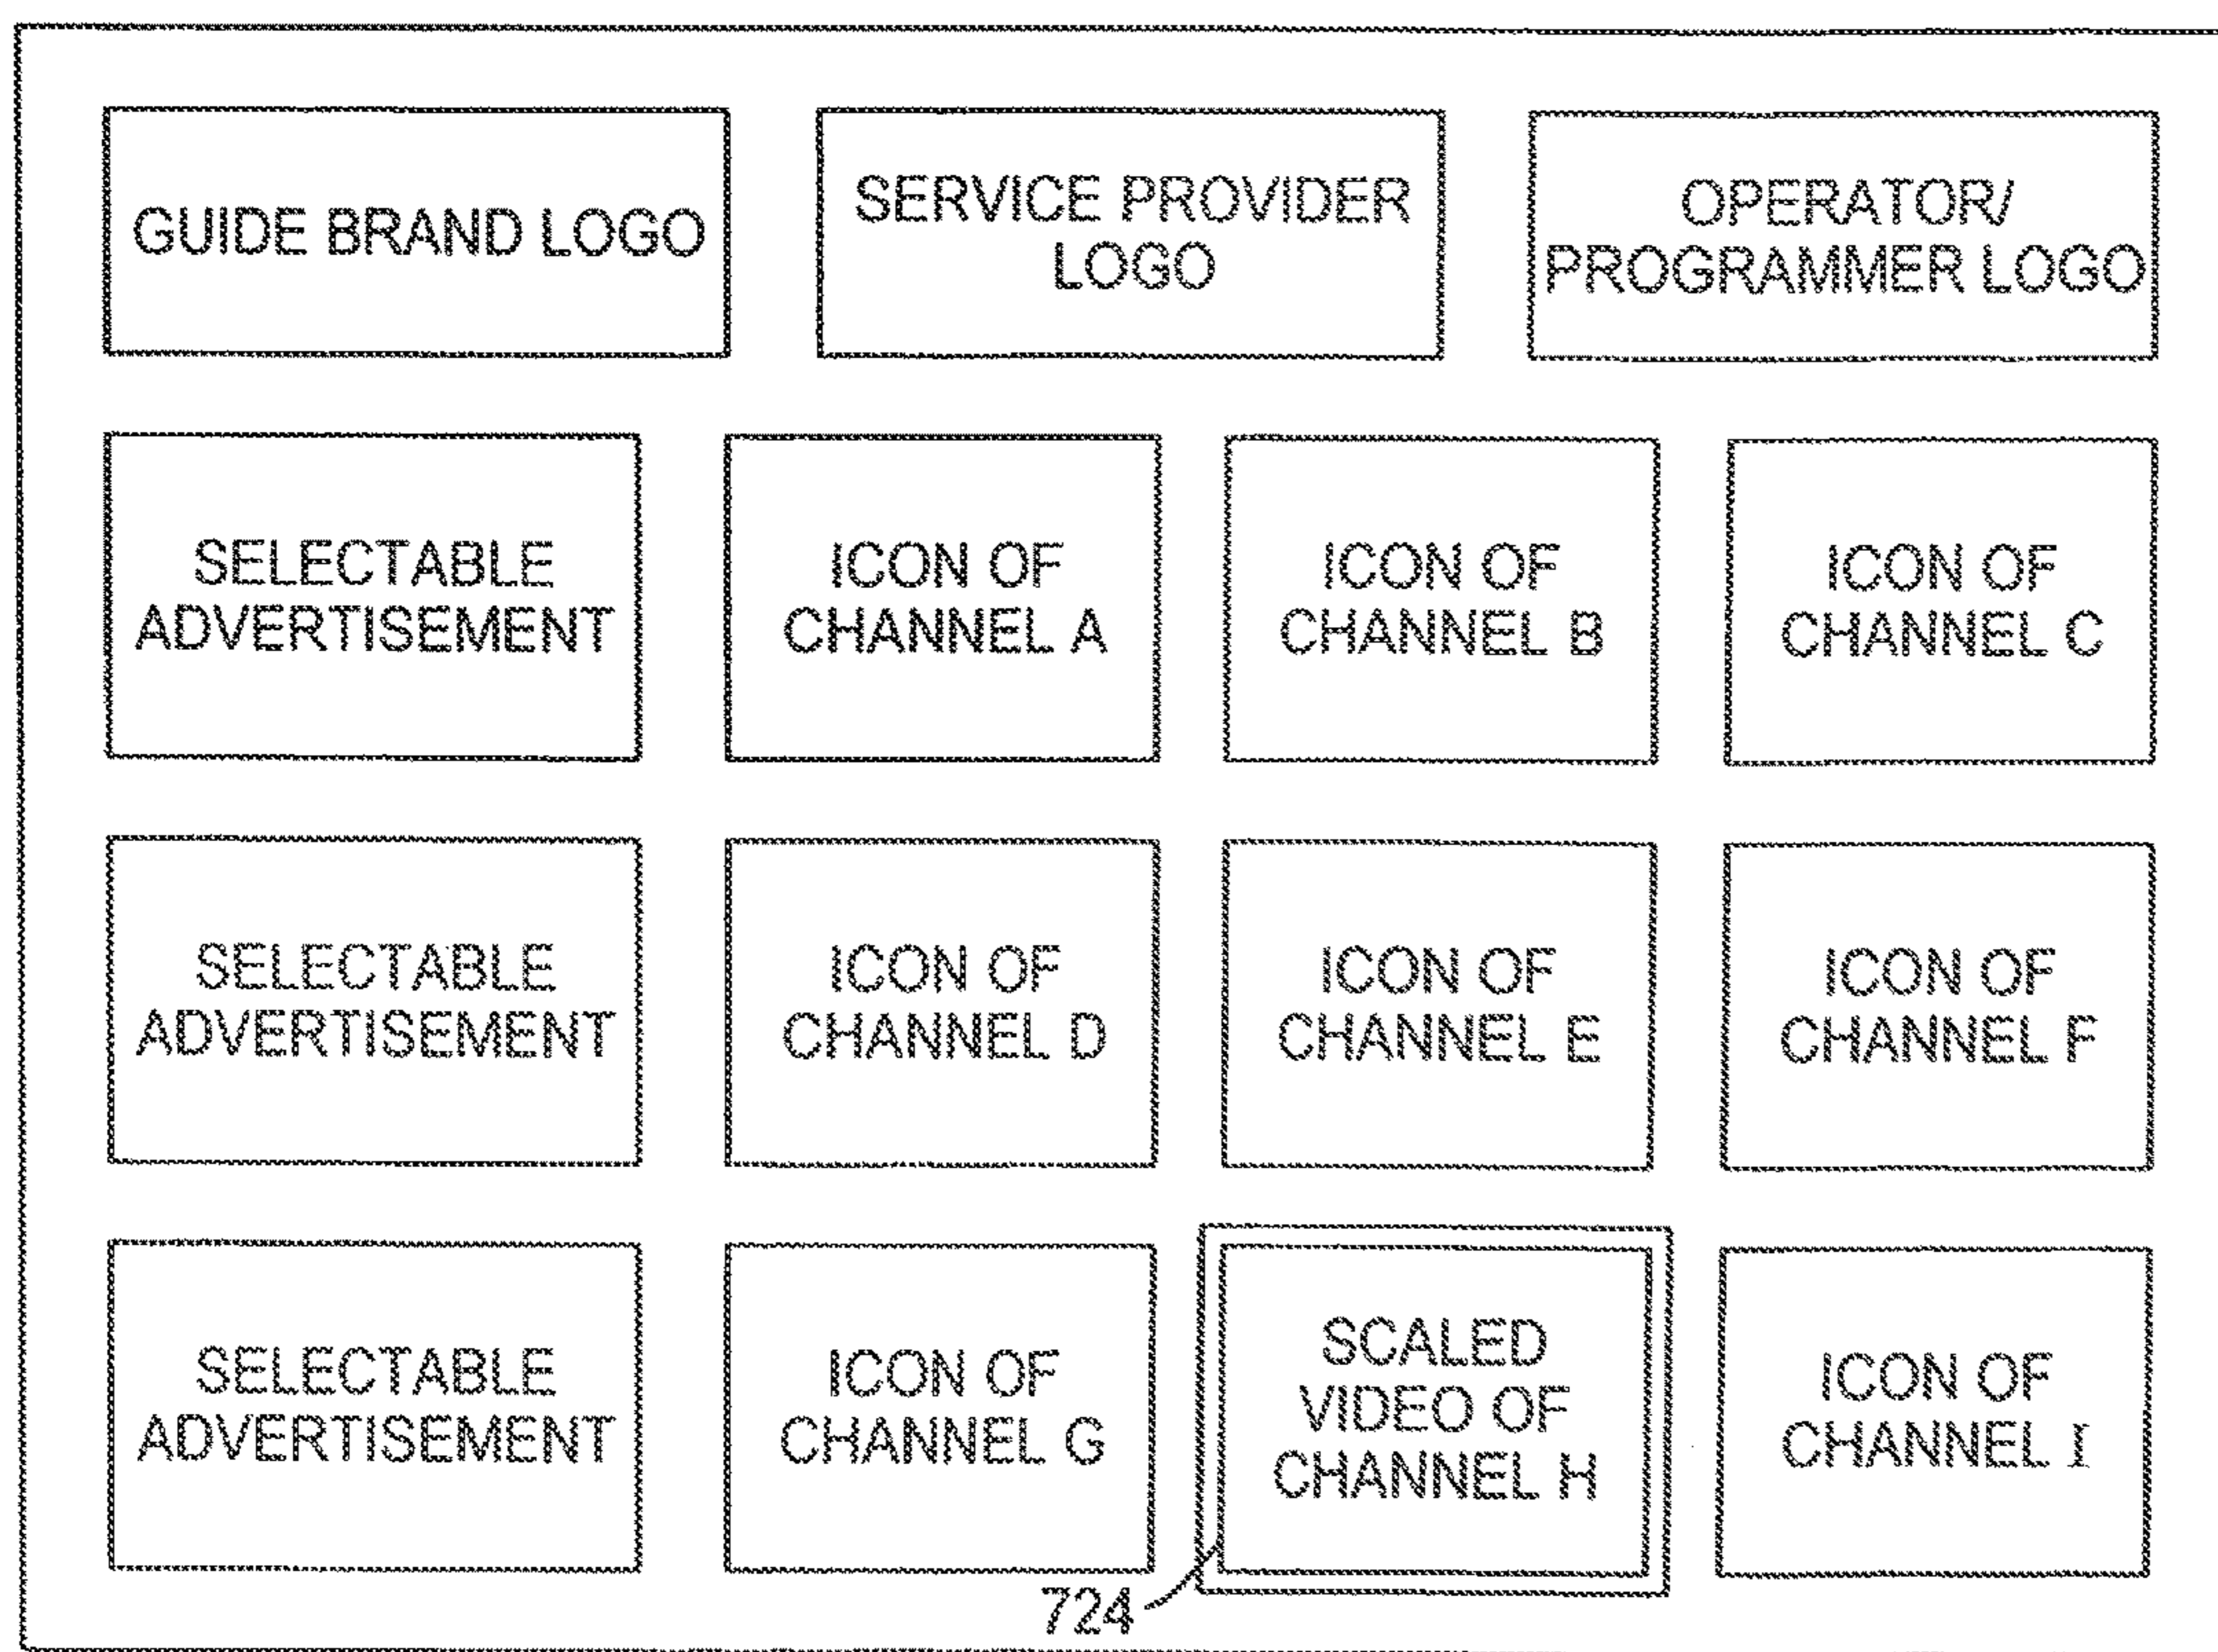 GUIDE BRAND LOGO
SERVICE PROVIDER
LOGO
OPERATOR/
PROGRAMMER LOGO
SELECTABLE
ADVERTISEMENT
ICON OF
CHANNEL A
ICON OF
CHANNEL B
ICON OF
CHANNEL C
SELECTABLE
ADVERTISEMENT
ICON OF
CHANNEL D
ICON OF
CHANNEL E
ICON OF
CHANNEL F
SELECTABLE
ADVERTISEMENT
ICON OF
CHANNEL G
SCALED
VIDEO OF
CHANNEL H
ICON OF
CHANNEL I
724